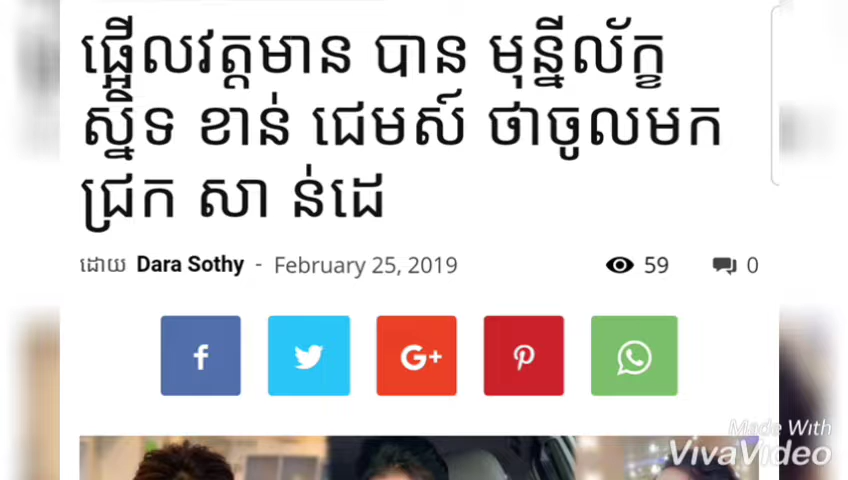 ផ្អើលវត្តមាន បាន មុន្នីល័ក្ខ
ស្និទ ខាន់ ជេមស៍ ថាចូលមក
ជ្រក សា ន់ដេ
ដោយ Dara Sothy - February 25, 2019 59 0
f G+
Made With
VivaVideo